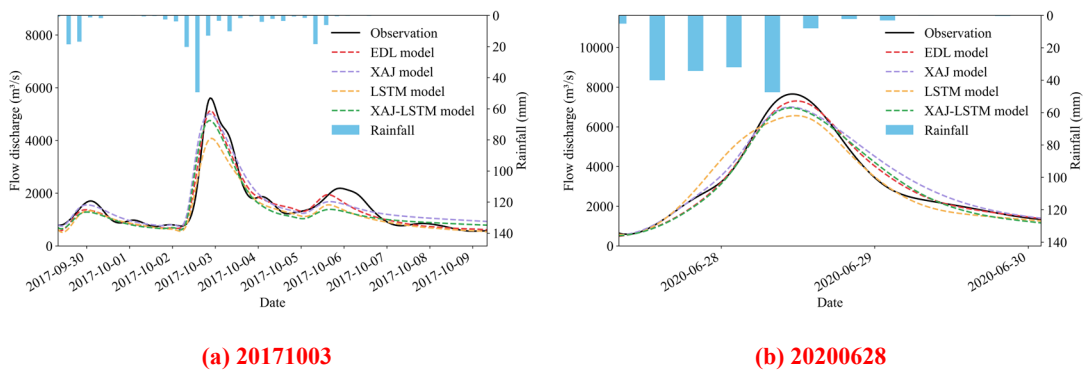 8000
6000
4000
2000
0
Flow discharge (m³/s)
Observation
EDL model
XAJ model
LSTM model
XAJ-LSTM model
Rainfall
0
20
40
60
80
100
120
140
Rainfall (mm)
2017-09-30
2017-10-01
2017-10-02
2017-10-03
2017-10-04
2017-10-05
2017-10-06
2017-10-07
2017-10-08
2017-10-09
Date
(a) 20171003
10000
8000
6000
4000
2000
0
Flow discharge (m³/s)
Observation
EDL model
XAJ model
LSTM model
XAJ-LSTM model
Rainfall
0
20
40
60
80
100
120
140
Rainfall (mm)
2020-06-28
2020-06-29
2020-06-30
Date
(b) 20200628